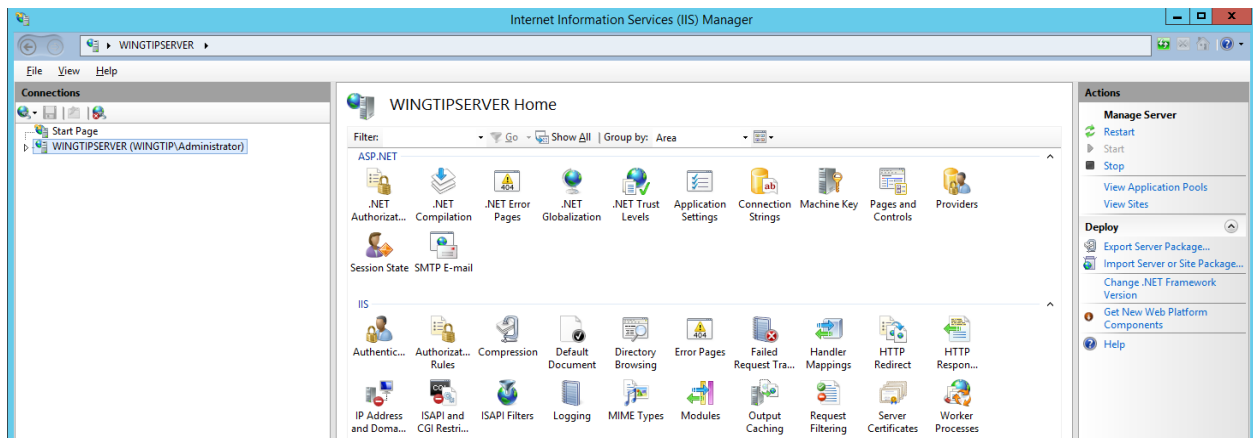 Internet Information Services (IIS) Manager
WINGTIPSERVER
File View Help
Connections
Start Page
WINGTIPSERVER (WINGTIP\Administrator)
WINGTIPSERVER Home
Filter: Go Show All Group by: Area
ASP.NET
.NET Authorizat...
.NET Compilation
.NET Error Pages
.NET Globalization
.NET Trust Levels
Application Settings
Connection Strings
Machine Key
Pages and Controls
Providers
Session State
SMTP E-mail
IIS
Authentic...
Authorizat... Rules
Compression
Default Document
Directory Browsing
Error Pages
Failed Request Tra...
Handler Mappings
HTTP Redirect
HTTP Respon...
IP Address and Doma...
ISAPI and CGI Restri...
ISAPI Filters
Logging
MIME Types
Modules
Output Caching
Request Filtering
Server Certificates
Worker Processes
Actions
Manage Server
Restart
Start
Stop
View Application Pools
View Sites
Deploy
Export Server Package...
Import Server or Site Package...
Change .NET Framework
Version
Get New Web Platform
Components
Help